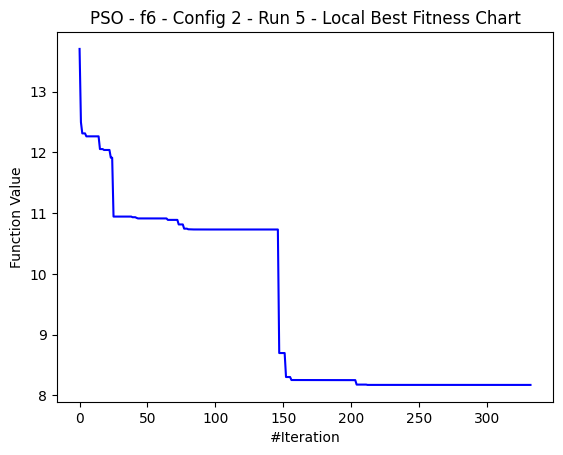 PSO - f6 - Config 2 - Run 5 - Local Best Fitness Chart
Function Value
13
12
11
10
9
8
0 50 100 150 200 250 300
#Iteration